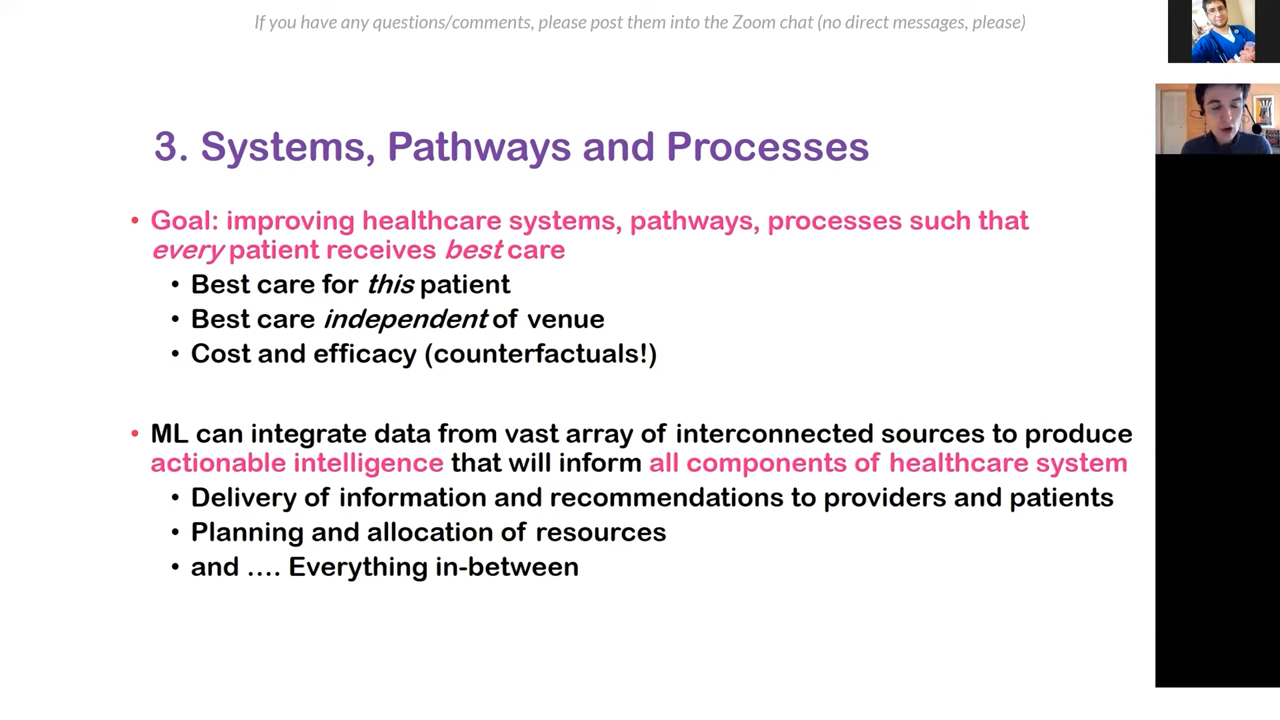 If you have any questions/comments, please post them into the Zoom chat (no direct messages, please)
3. Systems, Pathways and Processes
• Goal: improving healthcare systems, pathways, processes such that
every patient receives best care
• Best care for this patient
• Best care independent of venue
• Cost and efficacy (counterfactuals!)
• ML can integrate data from vast array of interconnected sources to produce
actionable intelligence that will inform all components of healthcare system
• Delivery of information and recommendations to providers and patients
• Planning and allocation of resources
• and .... Everything in-between